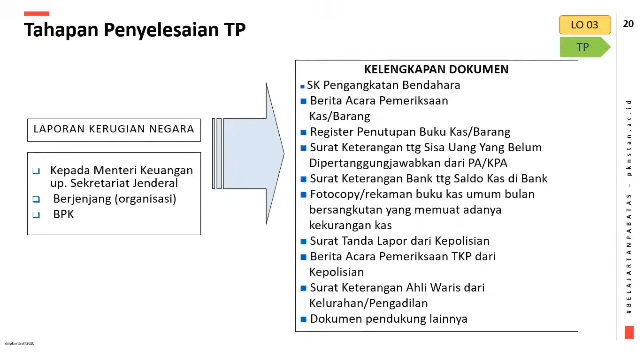 Tahapan Penyelesaian TP
LO 03
20
TP
LAPORAN KERUGIAN NEGARA
Kepada Menteri Keuangan
up. Sekretariat Jenderal
Berjenjang (organisasi)
BPK
KELENGKAPAN DOKUMEN
SK Pengangkatan Bendahara
Berita Acara Pemeriksaan
Kas/Barang
Register Penutupan Buku Kas/Barang
Surat Keterangan ttg Sisa Uang Yang Belum
Dipertanggungjawabkan dari PA/KPA
Surat Keterangan Bank ttg Saldo Kas di Bank
Fotocopy/rekaman buku kas umum bulan
bersangkutan yang memuat adanya
kekurangan kas
Surat Tanda Lapor dari Kepolisian
Berita Acara Pemeriksaan TKP dari
Kepolisian
Surat Keterangan Ahli Waris dari
Kelurahan/Pengadilan
Dokumen pendukung lainnya
#BELAJARTANPABATAS - pknstan.ac.id